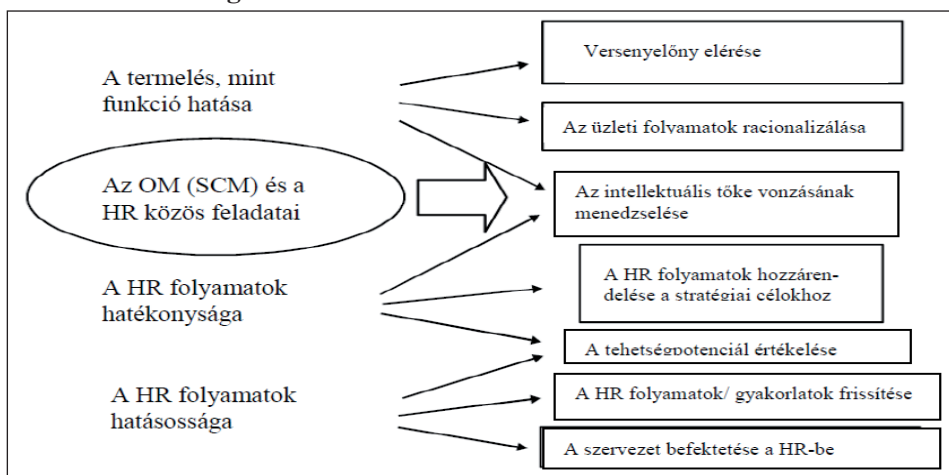 A termelés, mint
funkció hatása
Az OM (SCM) és a
HR közös feladatai
A HR folyamatok
hatékonysága
A HR folyamatok
hatásossága
Versenyelőny elérése
Az üzleti folyamatok racionalizálása
Az intellektuális tőke vonzásának
menedzselése
A HR folyamatok hozzáren-
delése a stratégiai célokhoz
A tehetségpotenciál értékelése
A HR folyamatok/ gyakorlatok frissítése
A szervezet befektetése a HR-be